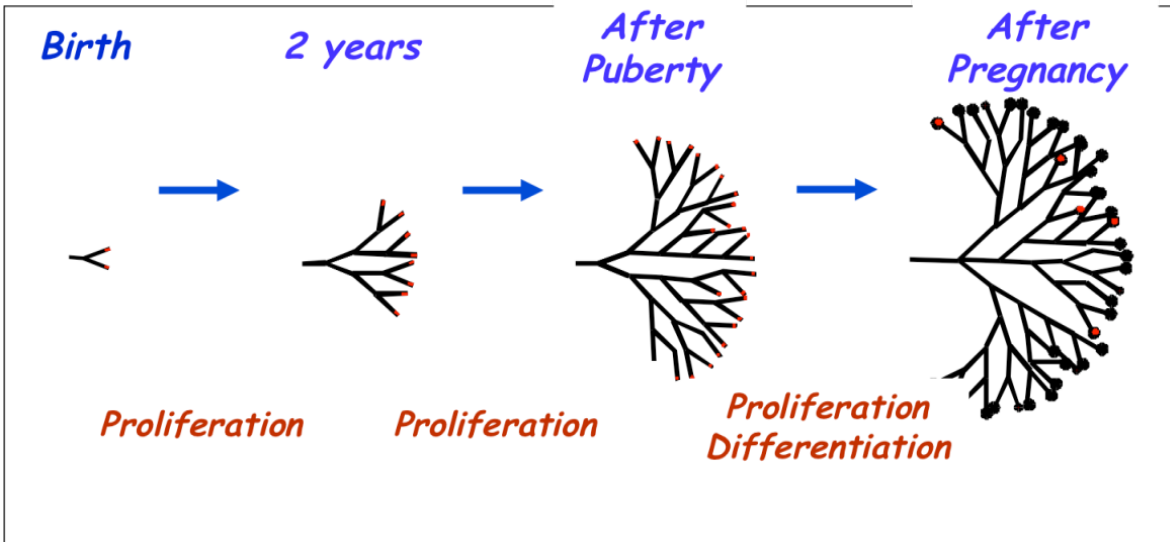 Birth
2 years
After
Puberty
After
Pregnancy
Proliferation
Proliferation
Proliferation
Differentiation